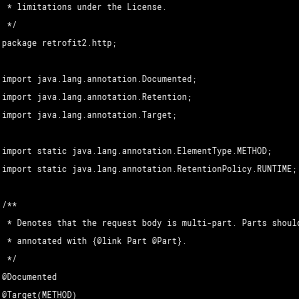 * limitations under the License.
*/
package retrofit2.http;
import java.lang.annotation.Documented;
import java.lang.annotation.Retention;
import java.lang.annotation.Target;
import static java.lang.annotation.ElementType.METHOD;
import static java.lang.annotation.RetentionPolicy.RUNTIME;
/**
* Denotes that the request body is multi-part. Parts should
* annotated with {@link Part @Part}.
*/
@Documented
@Target(METHOD)